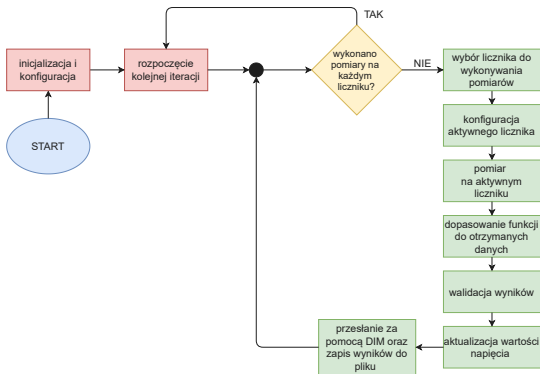 TAK
inicjalizacja i
konfiguracja
rozpoczęcie
kolejnej iteracji
wykonano
pomiary na
każdym
liczniku?
NIE
wybór licznika do
wykonywania
pomiarów
START
konfiguracja
aktywnego licznika
pomiar
na aktywnym
liczniku
dopasowanie funkcji
do otrzymanych
danych
walidacja wyników
aktualizacja wartości
napięcia
przesłanie za
pomocą DIM oraz
zapis wyników do
pliku